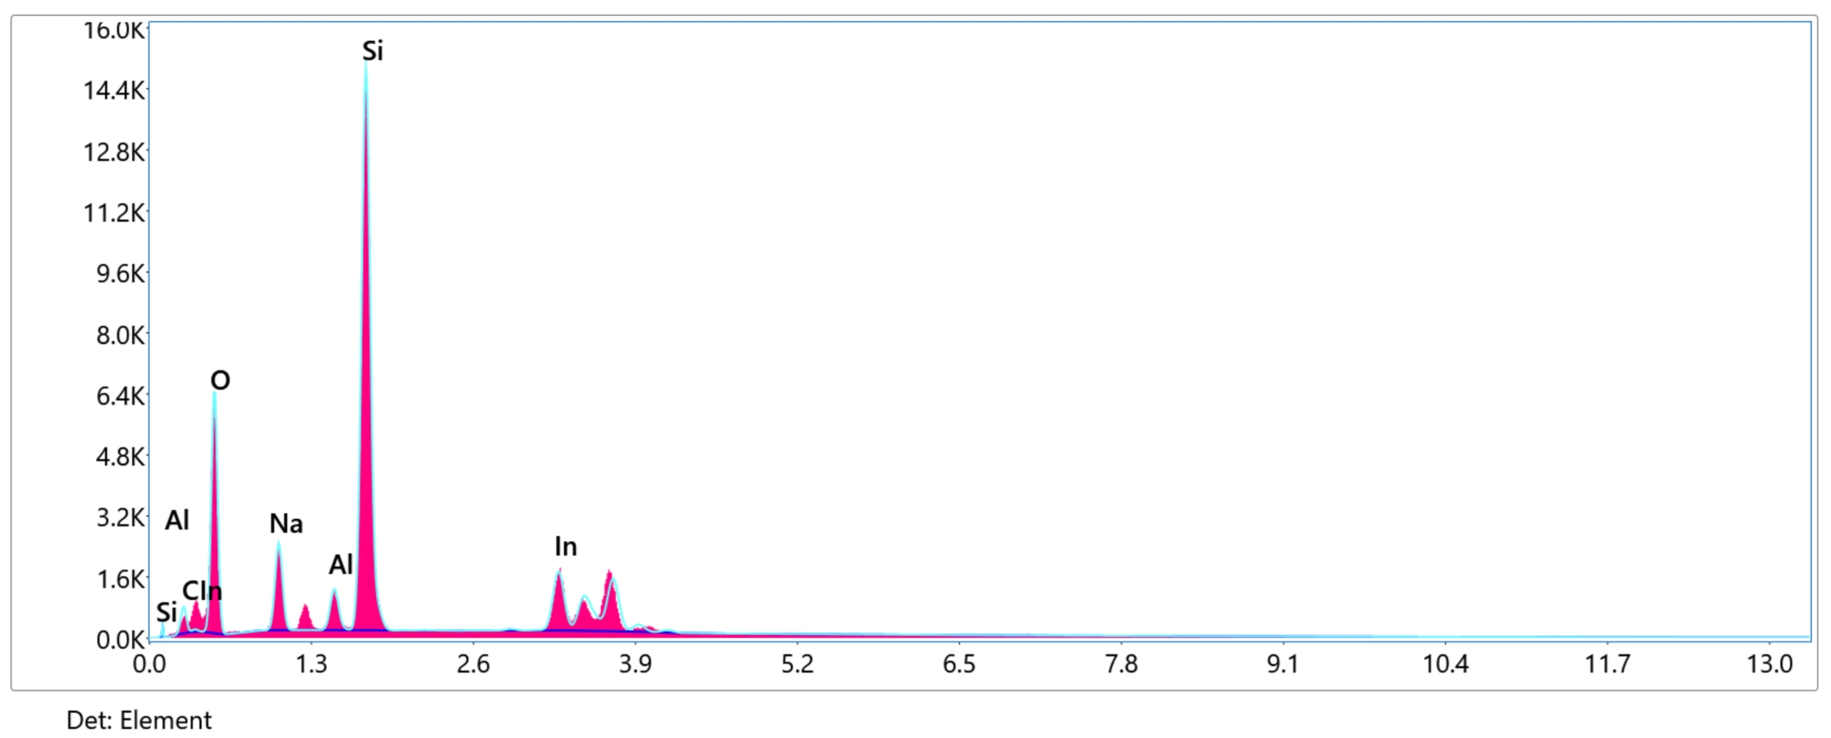 16.0K
Si
14.4K
12.8K
11.2K
9.6K
8.0K
O
6.4K
4.8K
Al
Na
3.2K
In
Al
1.6K
CIn
Si
0.0K
0.0 1.3 2.6 3.9 5.2 6.5 7.8 9.1 10.4 11.7 13.0
Det: Element